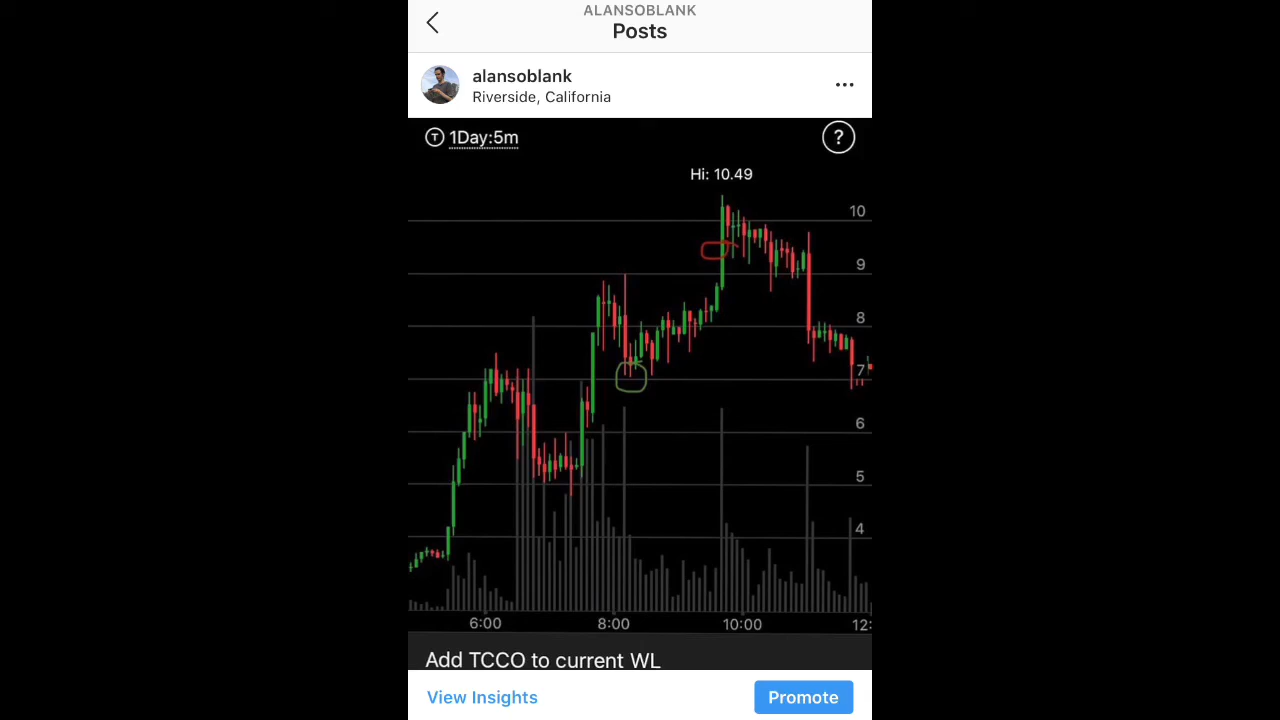 ALANSOBLANK
Posts
alansoblank
Riverside, California
T 1Day:5m
?
Hi: 10.49
10
9
8
7
6
5
4
6:00 8:00 10:00 12:
Add TCCO to current WL
View Insights
Promote